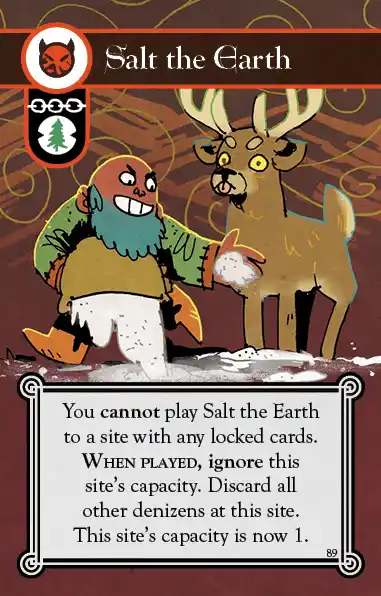 Salt the Earth
You cannot play Salt the Earth
to a site with any locked cards.
WHEN PLAYED, ignore this
site's capacity. Discard all
other denizens at this site.
This site's capacity is now 1.
89